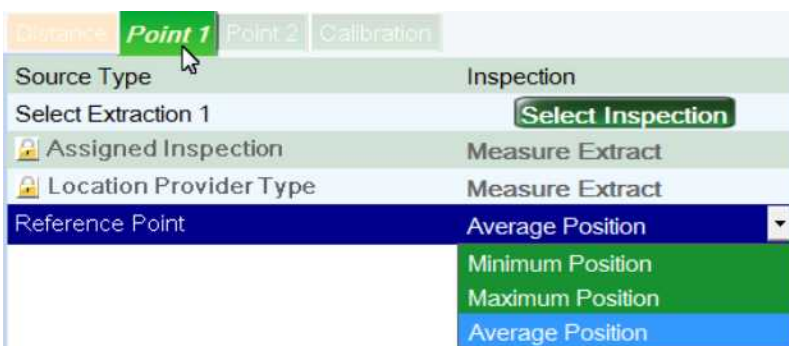 Distance Point 1 Point 2 Calibration
Source Type Inspection
Select Extraction 1 Select Inspection
Assigned Inspection Measure Extract
Location Provider Type Measure Extract
Reference Point Average Position
Minimum Position
Maximum Position
Average Position